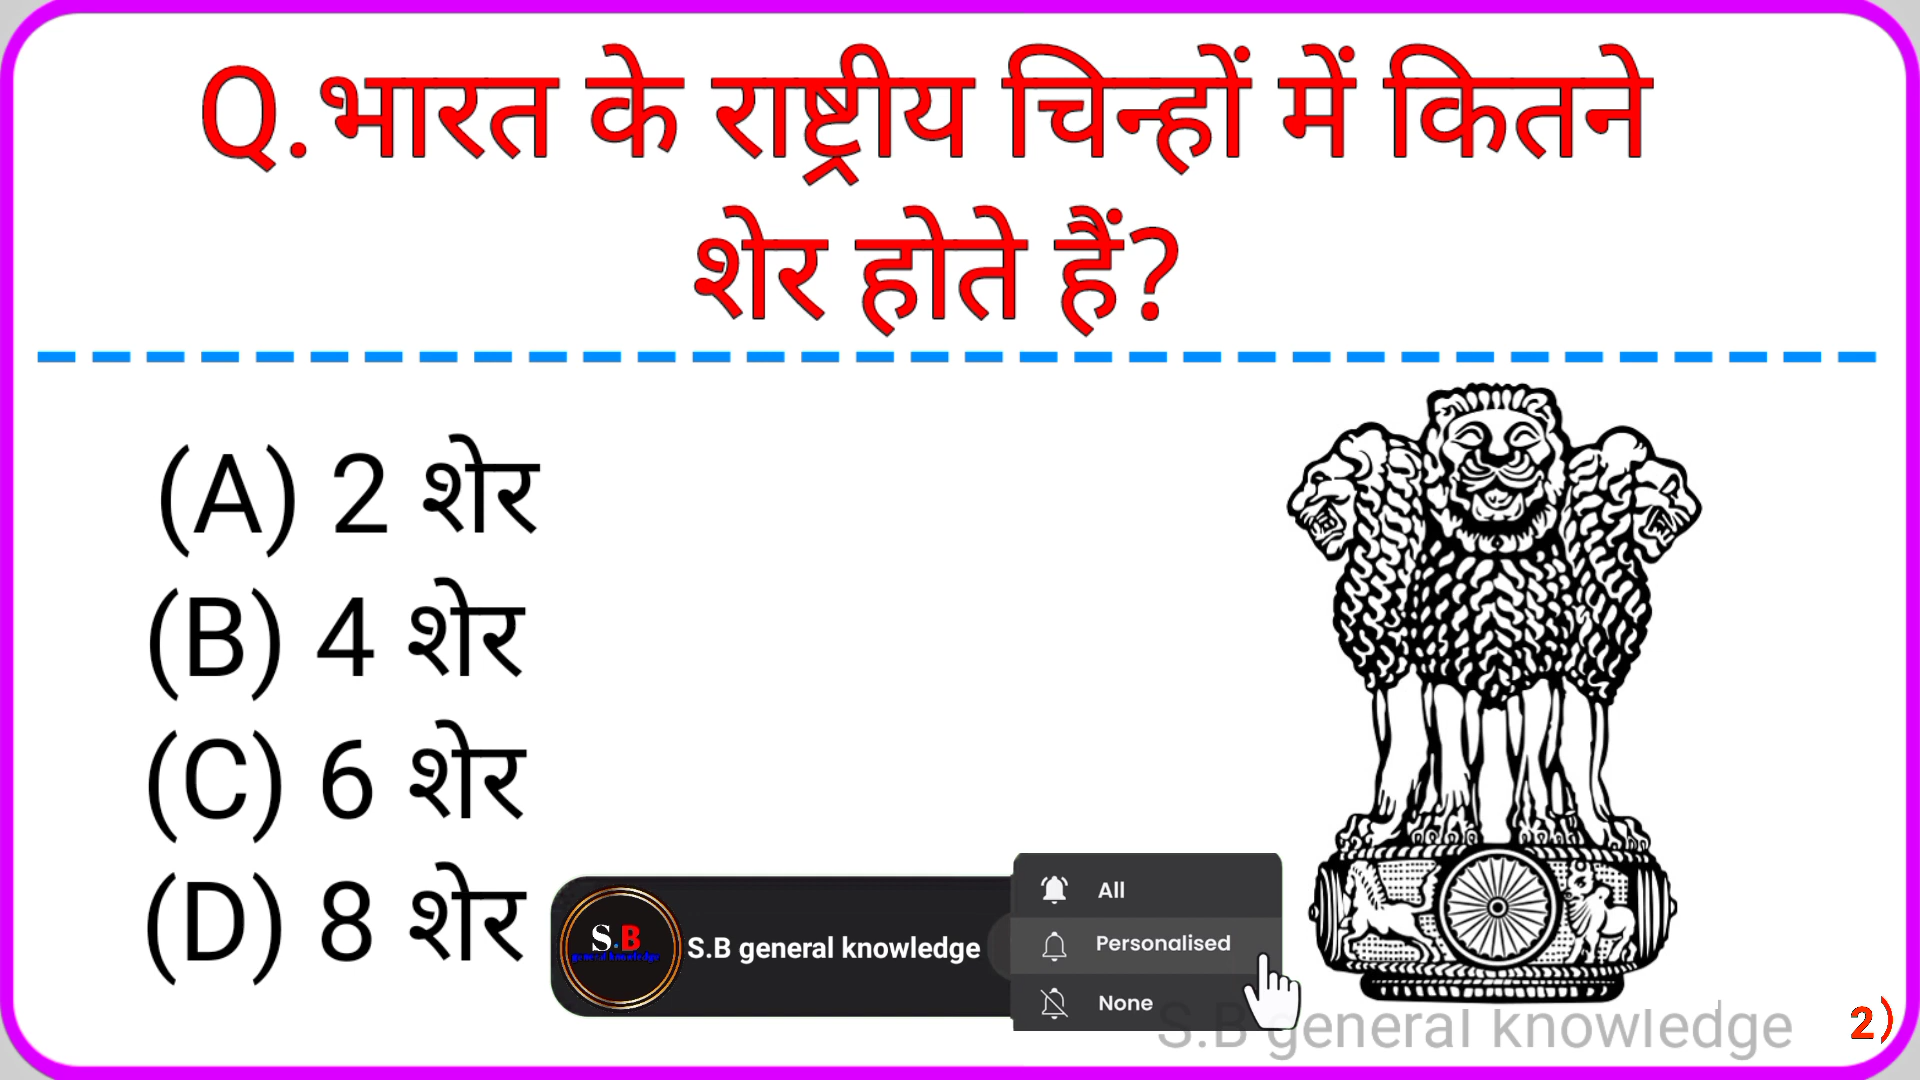 Q.भारत के राष्ट्रीय चिन्हों में कितने
शेर होते हैं?
(A) 2 शेर
(B) 4 शेर
(C) 6 शेर
(D) 8 शेर
S.B
general knowledge
S.B general knowledge
All
Personalised
None
S.B general knowledge
2)